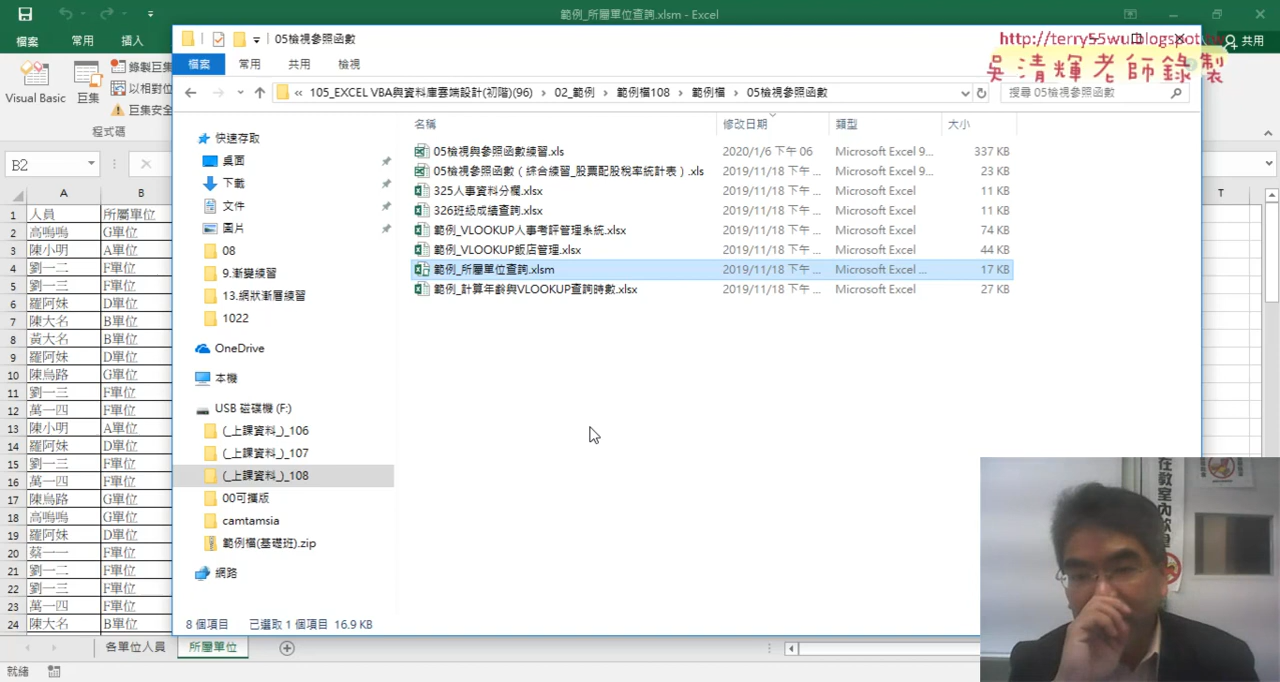 範例_所屬單位查詢.xlsm - Excel
檔案 常用 插入 共用
Visual Basic 巨集 錄製巨集
以相對位
巨集安全
程式碼
B2
05檢視參照函數
檔案 常用 共用 檢視
« 105_EXCEL VBA與資料庫雲端設計(初階)(96) › 02_範例 › 範例檔108 › 範例檔 › 05檢視參照函數
搜尋 05檢視參照函數
http://terry55wu.blogspot.
吳清輝老師錄製
快速存取
桌面
下載
文件
圖片
08
9.漸變練習
13.網狀漸層練習
1022
OneDrive
本機
USB 磁碟機 (F:)
(_上課資料_)_106
(_上課資料_)_107
(_上課資料_)_108
00可攜版
camtamsia
範例檔(基礎班).zip
網路
名稱 修改日期 類型 大小
05檢視與參照函數練習.xls 2020/1/6 下午 06 Microsoft Excel 9... 337 KB
05檢視參照函數（綜合練習_股票配股稅率統計表）.xls 2019/11/18 下午 ... Microsoft Excel 9... 23 KB
325人事資料分欄.xlsx 2019/11/18 下午 ... Microsoft Excel 11 KB
326班級成績查詢.xlsx 2019/11/18 下午 ... Microsoft Excel 11 KB
範例_VLOOKUP人事考評管理系統.xlsx 2019/11/18 下午 ... Microsoft Excel 74 KB
範例_VLOOKUP飯店管理.xlsx 2019/11/18 下午 ... Microsoft Excel 44 KB
範例_所屬單位查詢.xlsm 2019/11/18 下午 ... Microsoft Excel ... 17 KB
範例_計算年齡與VLOOKUP查詢時數.xlsx 2019/11/18 下午 ... Microsoft Excel 27 KB
8 個項目 已選取 1 個項目 16.9 KB
A B T
1 人員 所屬單位
2 高嗚嗚 G單位
3 陳小明 A單位
4 劉一二 F單位
5 劉一三 F單位
6 羅阿妹 D單位
7 陳大名 B單位
8 黃大名 B單位
9 羅阿妹 D單位
10 陳烏路 G單位
11 劉一三 F單位
12 萬一四 F單位
13 陳小明 A單位
14 羅阿妹 D單位
15 劉一三 F單位
16 萬一四 F單位
17 陳烏路 G單位
18 高嗚嗚 G單位
19 羅阿妹 D單位
20 蔡一一 F單位
21 劉一二 F單位
22 劉一三 F單位
23 萬一四 F單位
24 陳大名 B單位
各單位人員 所屬單位
就緒
在教室內飲